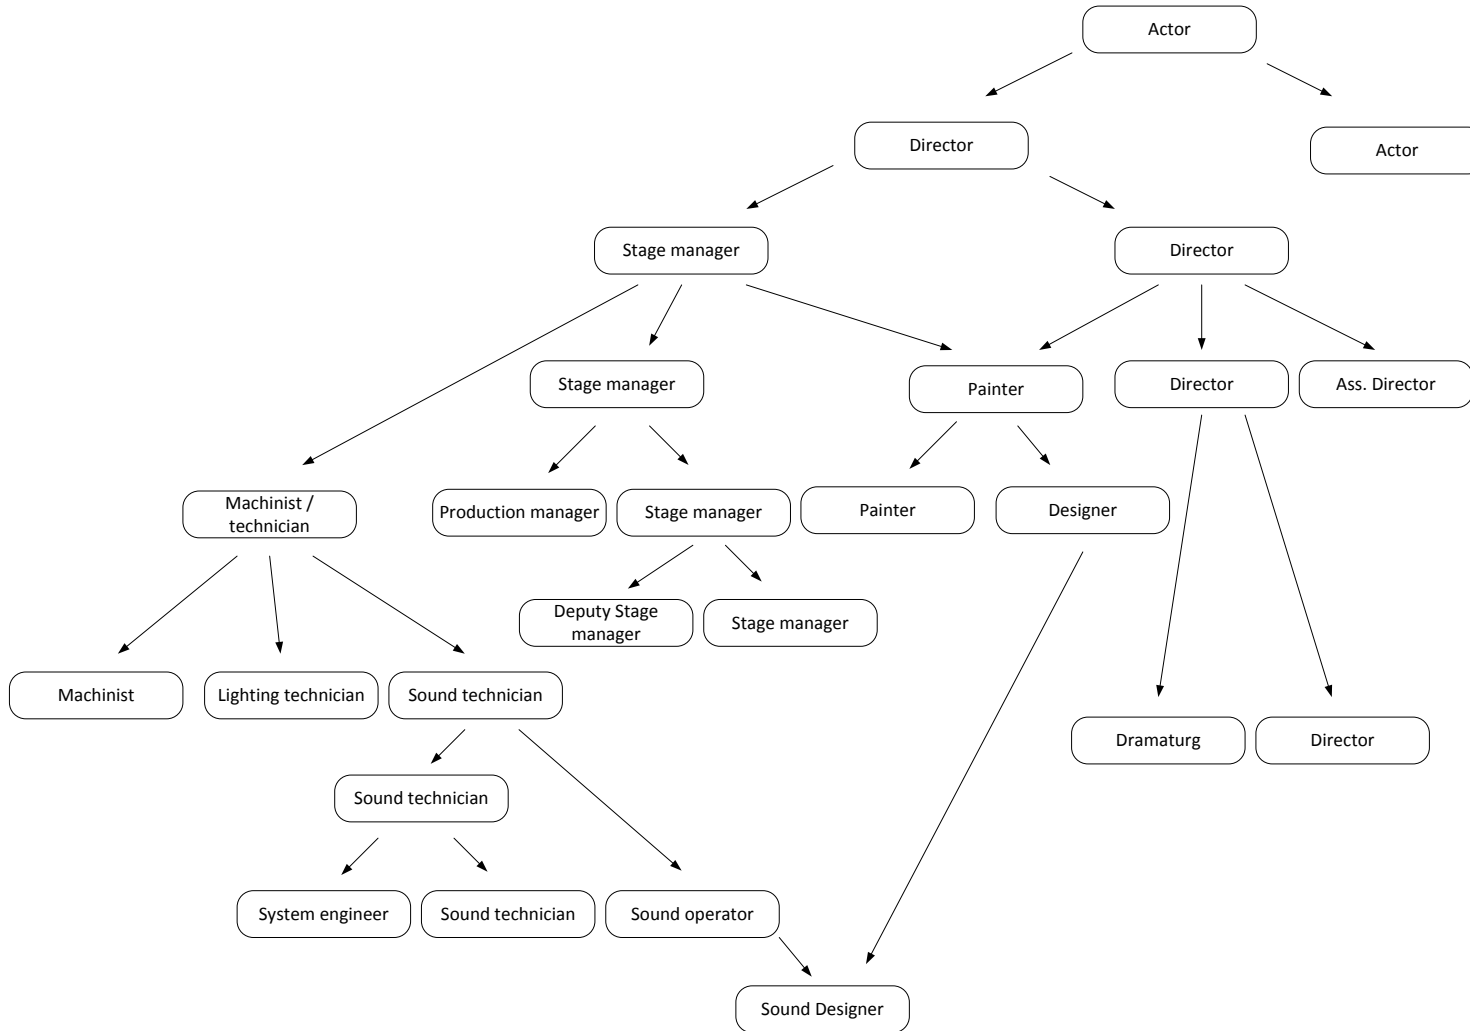 Actor
Director
Actor
Stage manager
Director
Stage manager
Painter
Director
Ass. Director
Machinist /
technician
Production manager
Stage manager
Painter
Designer
Deputy Stage
manager
Stage manager
Machinist
Lighting technician
Sound technician
Dramaturg
Director
Sound technician
System engineer
Sound technician
Sound operator
Sound Designer